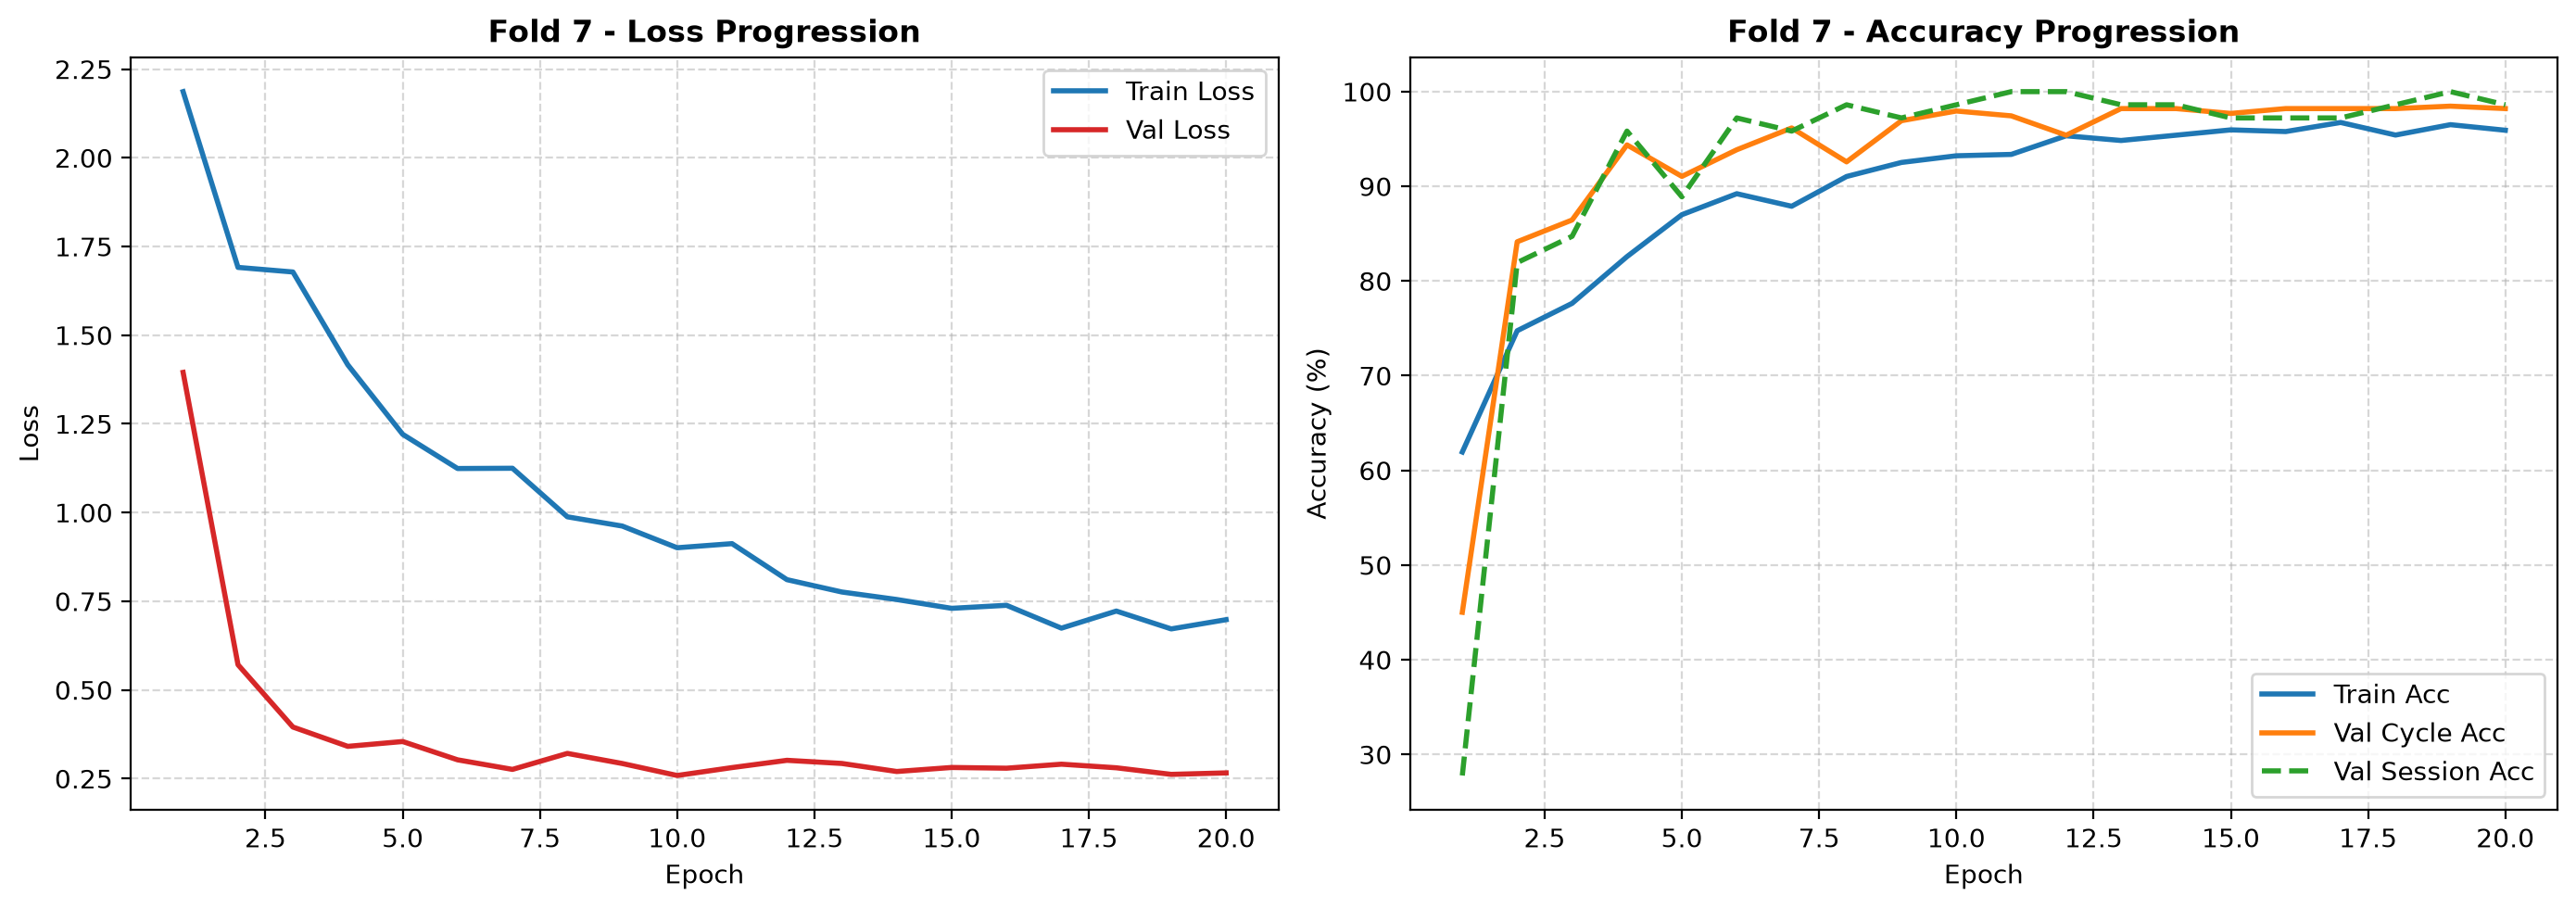 Fold 7 - Loss Progression
2.25
2.00
1.75
1.50
1.25
1.00
0.75
0.50
0.25
Loss
Train Loss
Val Loss
2.5 5.0 7.5 10.0 12.5 15.0 17.5 20.0
Epoch
Fold 7 - Accuracy Progression
100
90
80
70
60
50
40
30
Accuracy (%)
Train Acc
Val Cycle Acc
Val Session Acc
2.5 5.0 7.5 10.0 12.5 15.0 17.5 20.0
Epoch